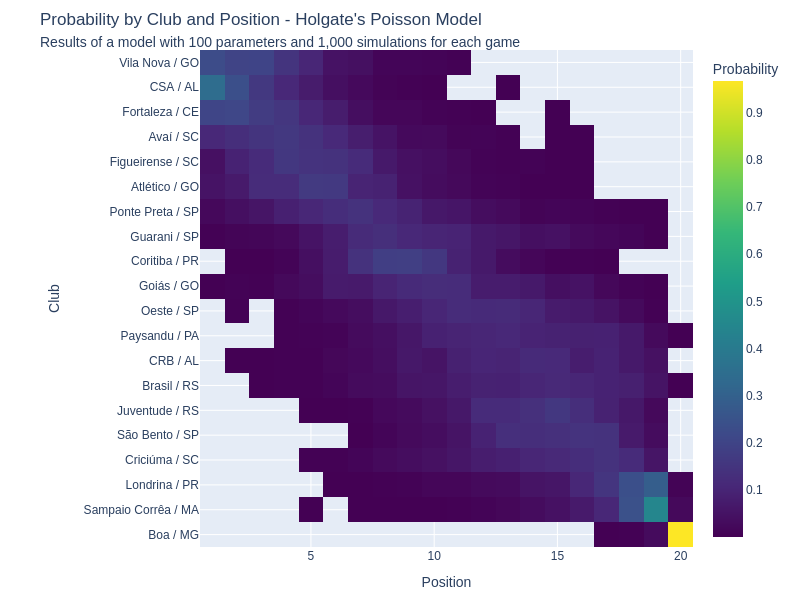 Probability by Club and Position - Holgate's Poisson Model
Results of a model with 100 parameters and 1,000 simulations for each game
Probability
Vila Nova / GO
CSA / AL
Fortaleza / CE
Avaí / SC
Figueirense / SC
Atlético / GO
Ponte Preta / SP
Guarani / SP
Coritiba / PR
Goiás / GO
Oeste / SP
Paysandu / PA
CRB / AL
Brasil / RS
Juventude / RS
São Bento / SP
Criciúma / SC
Londrina / PR
Sampaio Corrêa / MA
Boa / MG
Club
5
10
15
20
Position
0.9
0.8
0.7
0.6
0.5
0.4
0.3
0.2
0.1